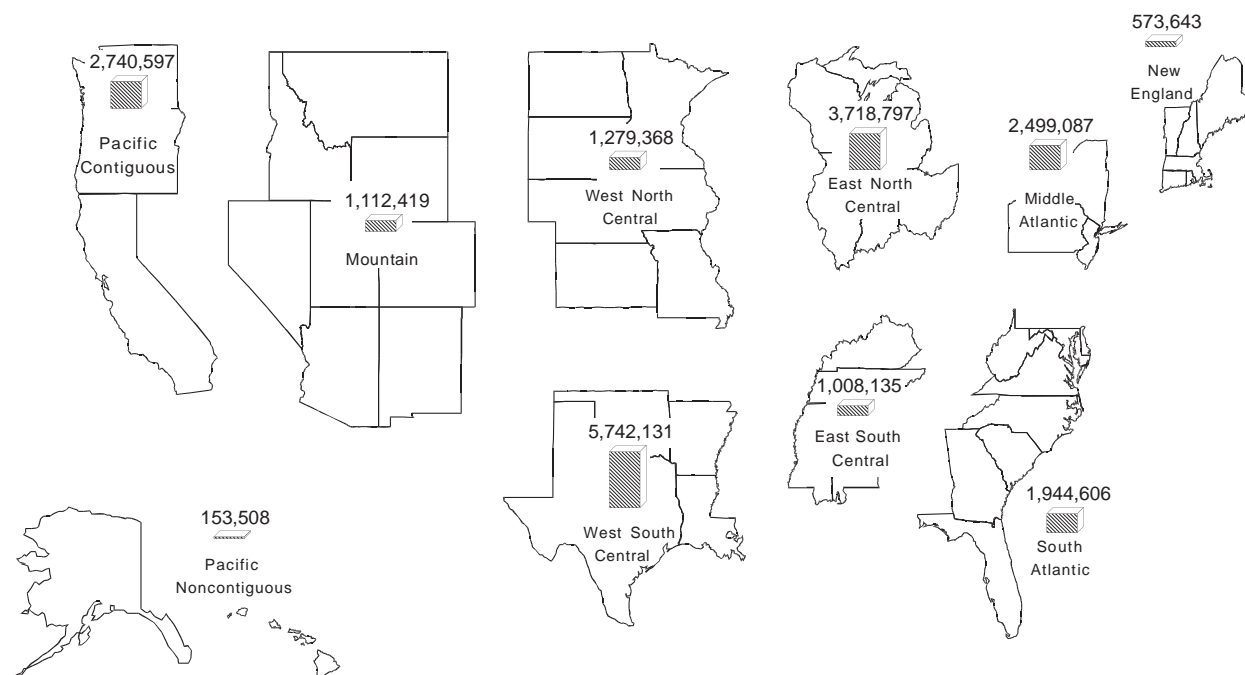 573,643
New
England
2,740,597
Pacific
Contiguous
1,112,419
Mountain
1,279,368
West North
Central
3,718,797
East North
Central
2,499,087
Middle
Atlantic
5,742,131
West South
Central
1,008,135
East South
Central
1,944,606
South
Atlantic
153,508
Pacific
Noncontiguous